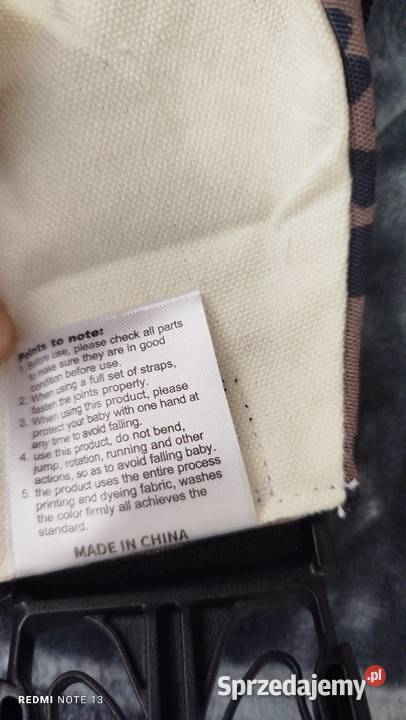 Points to note:
1. Before use, please check all parts
to make sure they are in good
condition before use.
2. When using a full set of straps,
fasten the joints properly.
3. When using this product, please
protect your baby with one hand at
any time to avoid falling.
4. use this product, do not bend,
jump, rotation, running and other
actions, so as to avoid falling baby.
5. the product uses the entire process
printing and dyeing fabric, washes
the color firmly all achieves the
standard.
MADE IN CHINA
REDMI NOTE 13
Sprzedajemy.pl